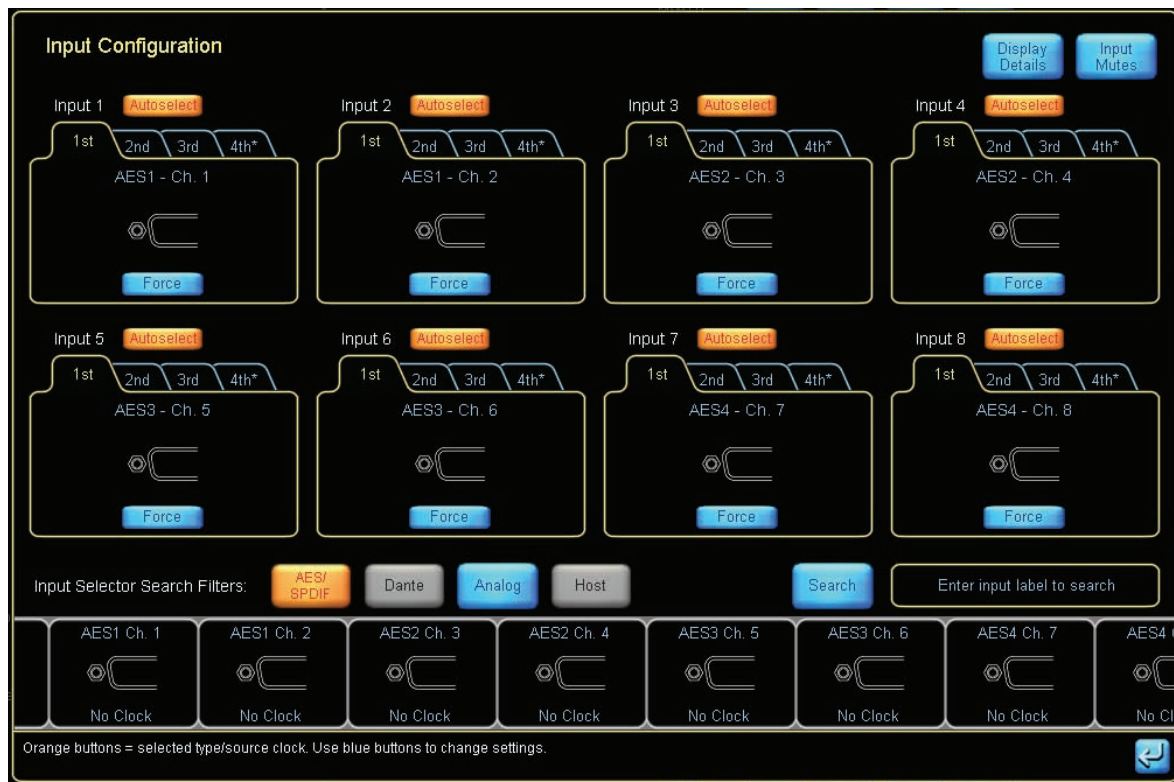 Input Configuration
Display Details
Input Mutes
Input 1 Autoselect
Input 2 Autoselect
Input 3 Autoselect
Input 4 Autoselect
1st 2nd 3rd 4th*
1st 2nd 3rd 4th*
1st 2nd 3rd 4th*
1st 2nd 3rd 4th*
AES1 - Ch. 1
AES1 - Ch. 2
AES2 - Ch. 3
AES2 - Ch. 4
Force
Force
Force
Force
Input 5 Autoselect
Input 6 Autoselect
Input 7 Autoselect
Input 8 Autoselect
1st 2nd 3rd 4th*
1st 2nd 3rd 4th*
1st 2nd 3rd 4th*
1st 2nd 3rd 4th*
AES3 - Ch. 5
AES3 - Ch. 6
AES4 - Ch. 7
AES4 - Ch. 8
Force
Force
Force
Force
Input Selector Search Filters:
AES/
SPDIF
Dante
Analog
Host
Search
Enter input label to search
AES1 Ch. 1
AES1 Ch. 2
AES2 Ch. 3
AES2 Ch. 4
AES3 Ch. 5
AES3 Ch. 6
AES4 Ch. 7
AES4
No Clock
No Clock
No Clock
No Clock
No Clock
No Clock
No Clock
No Cl
Orange buttons = selected type/source clock. Use blue buttons to change settings.